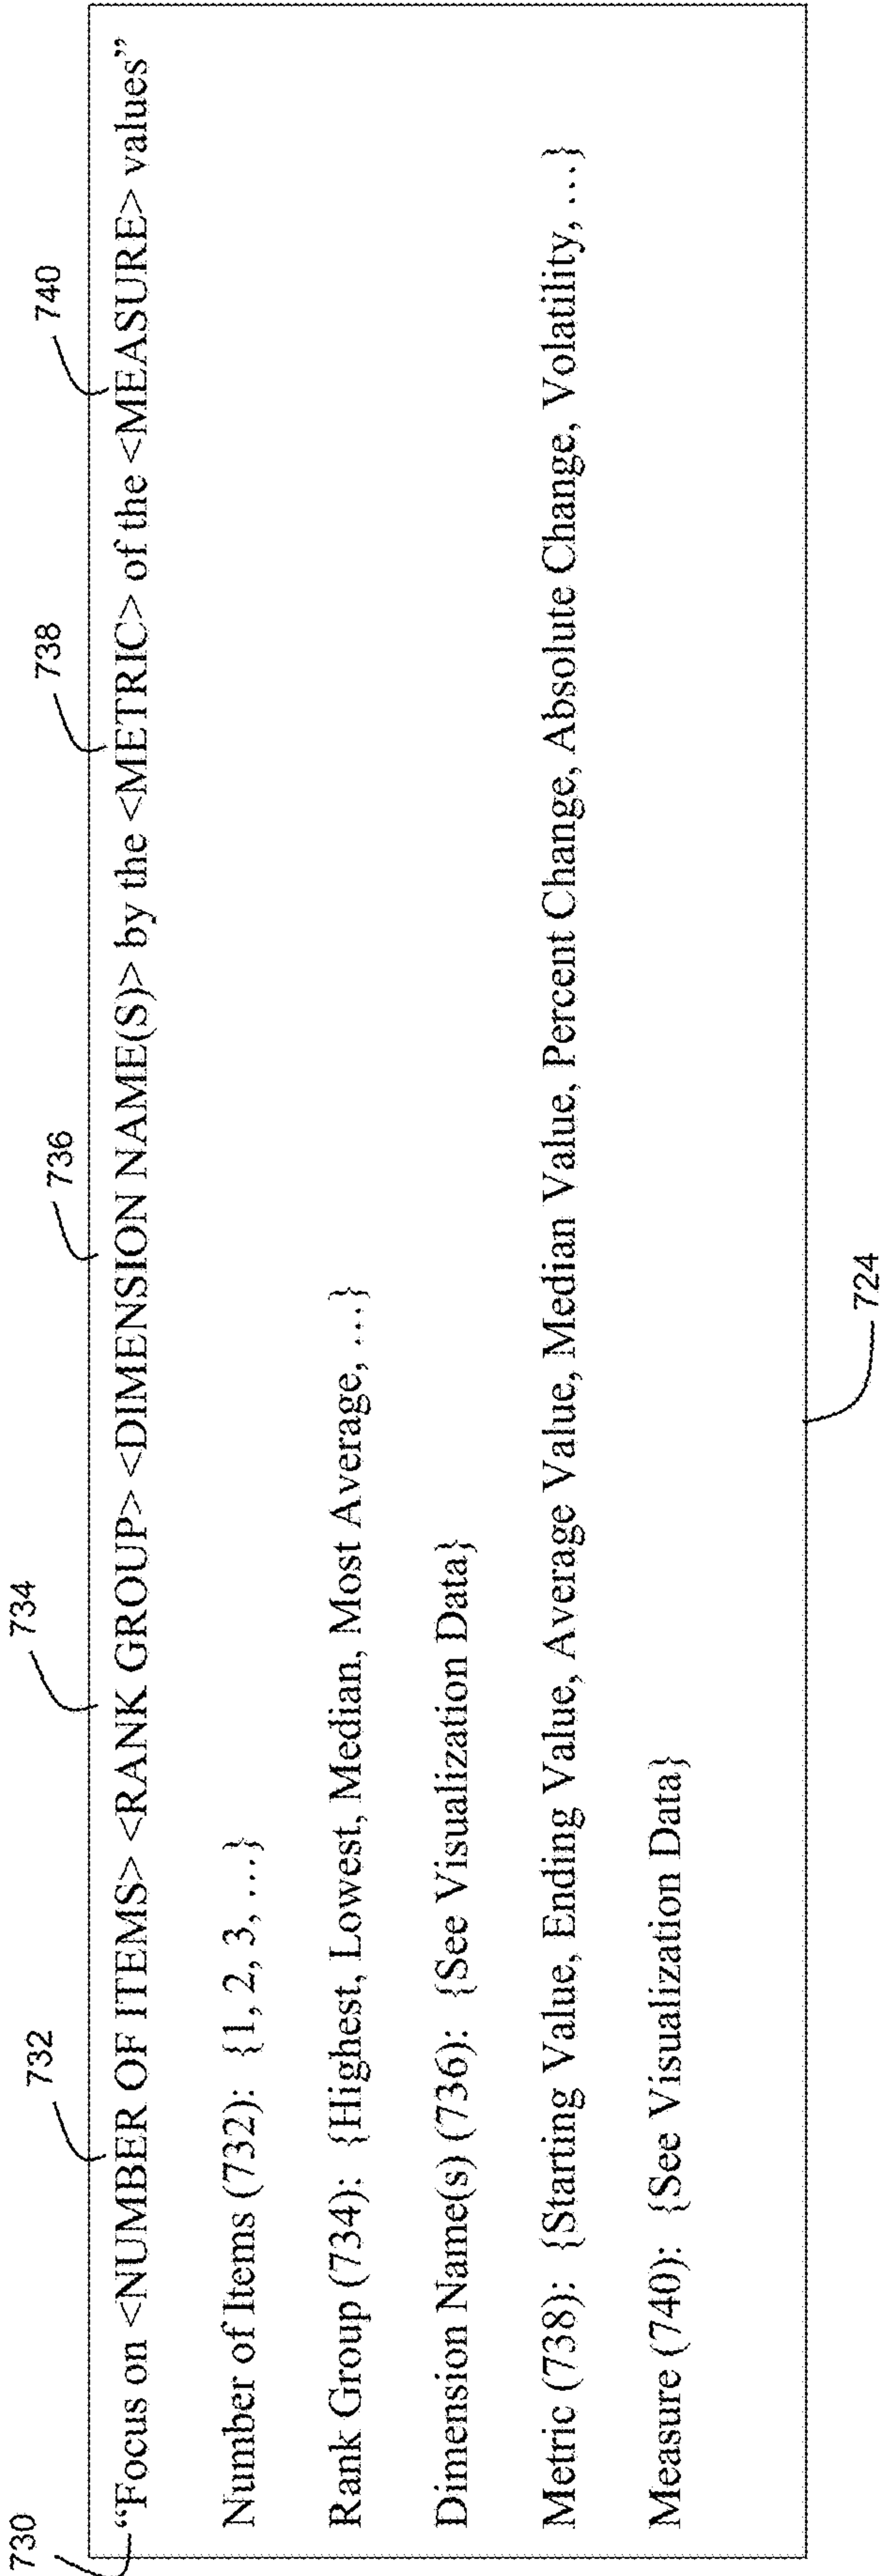 730
732
734
736
738
740
“Focus on <NUMBER OF ITEMS> <RANK GROUP> <DIMENSION NAME(S)> by the <METRIC> of the <MEASURE> values”
Number of Items (732): {1, 2, 3, …}
Rank Group (734): {Highest, Lowest, Median, Most Average, …}
Dimension Name(s) (736): {See Visualization Data}
Metric (738): {Starting Value, Ending Value, Average Value, Median Value, Percent Change, Absolute Change, Volatility, …}
Measure (740): {See Visualization Data}
724